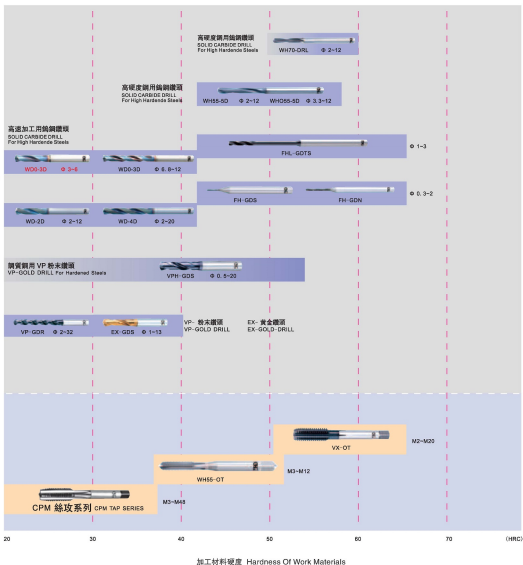 高硬度鋼用鎢鋼鑽頭
SOLID CARBIDE DRILL
For High Hardende Steels
WH70-DRL Φ 2~12
高硬度鋼用鎢鋼鑽頭
SOLID CARBIDE DRILL
For High Hardende Steels
WH55-5D Φ 2~12 WHO55-5D Φ 3.3~12
高速加工用鎢鋼鑽頭
SOLID CARBIDE DRILL
For High Hardende Steels
FHL-GDTS
Φ 1~3
WD0-3D Φ 3~6 WD0-3D Φ 6.8~12
Φ 0.3~2
FH-GDS FH-GDN
WD-2D Φ 2~12 WD-4D Φ 2~20
鋼質鋼用 VP 粉末鑽頭
VP-GOLD DRILL For Hardened Steels
VPH-GDS Φ 0.5~20
VP- 粉末鑽頭 EX- 黃金鑽頭
VP-GOLD DRILL EX-GOLD-DRILL
VP-GDR Φ 2~32 EX-GDS Φ 1~13
M2~M20
VX-OT
M3~M12
WH55-OT
M3~M48
CPM 絲攻系列 CPM TAP SERIES
20 30 40 50 60 70 (HRC)
加工材料硬度 Hardness Of Work Materials